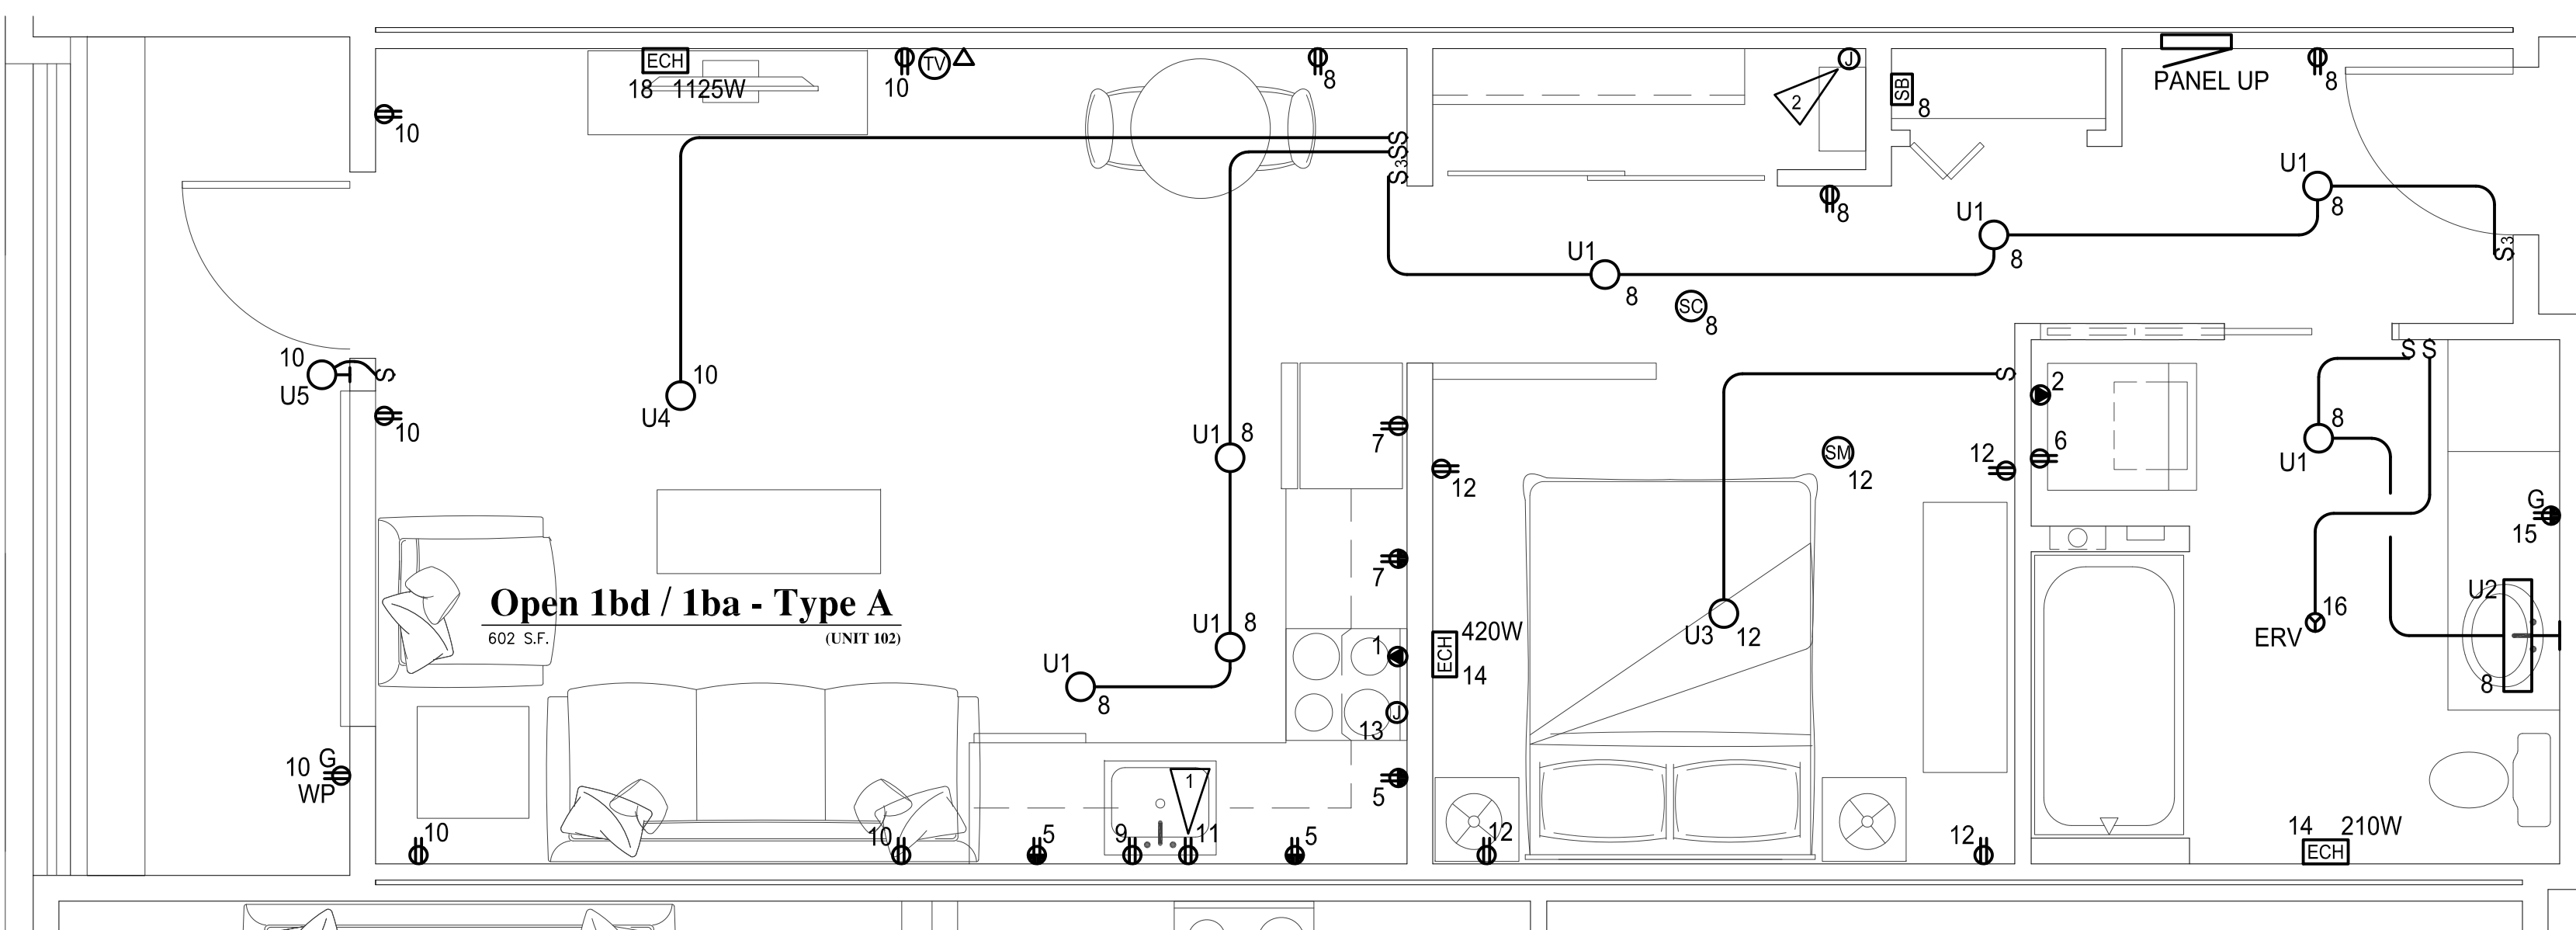 ECH
18 1125W
10
TV
8
J
2
SB
8
PANEL UP
8
10
S
S
S3
8
U1
8
U1
8
U1
8
S3
SC
8
10
U5
S
10
U4
10
S
2
S S
7
U1 8
12
SM
12
12
6
8
U1
G
15
7
Open 1bd / 1ba - Type A
602 S.F.
(UNIT 102)
U1 8
U1
8
1
13
ECH
420W
14
U3 12
16
ERV
U2
8
10 G
WP
1
5
10
10
5
9
11
5
12
12
14 210W
ECH